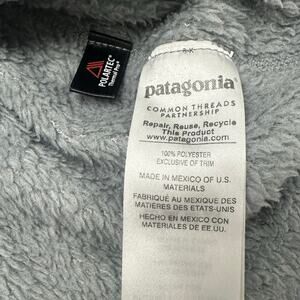 POLARTEC®
Thermal Pro®
patagonia®
COMMON THREADS
PARTNERSHIP
Repair, Reuse, Recycle
This Product
www.patagonia.com
100% POLYESTER
EXCLUSIVE OF TRIM
MADE IN MEXICO OF U.S.
MATERIALS
FABRIQUÉ AU MEXIQUE DES
MATIÈRES DES ÉTATS-UNIS
HECHO EN MEXICO CON
MATERIALES DE EE.UU.